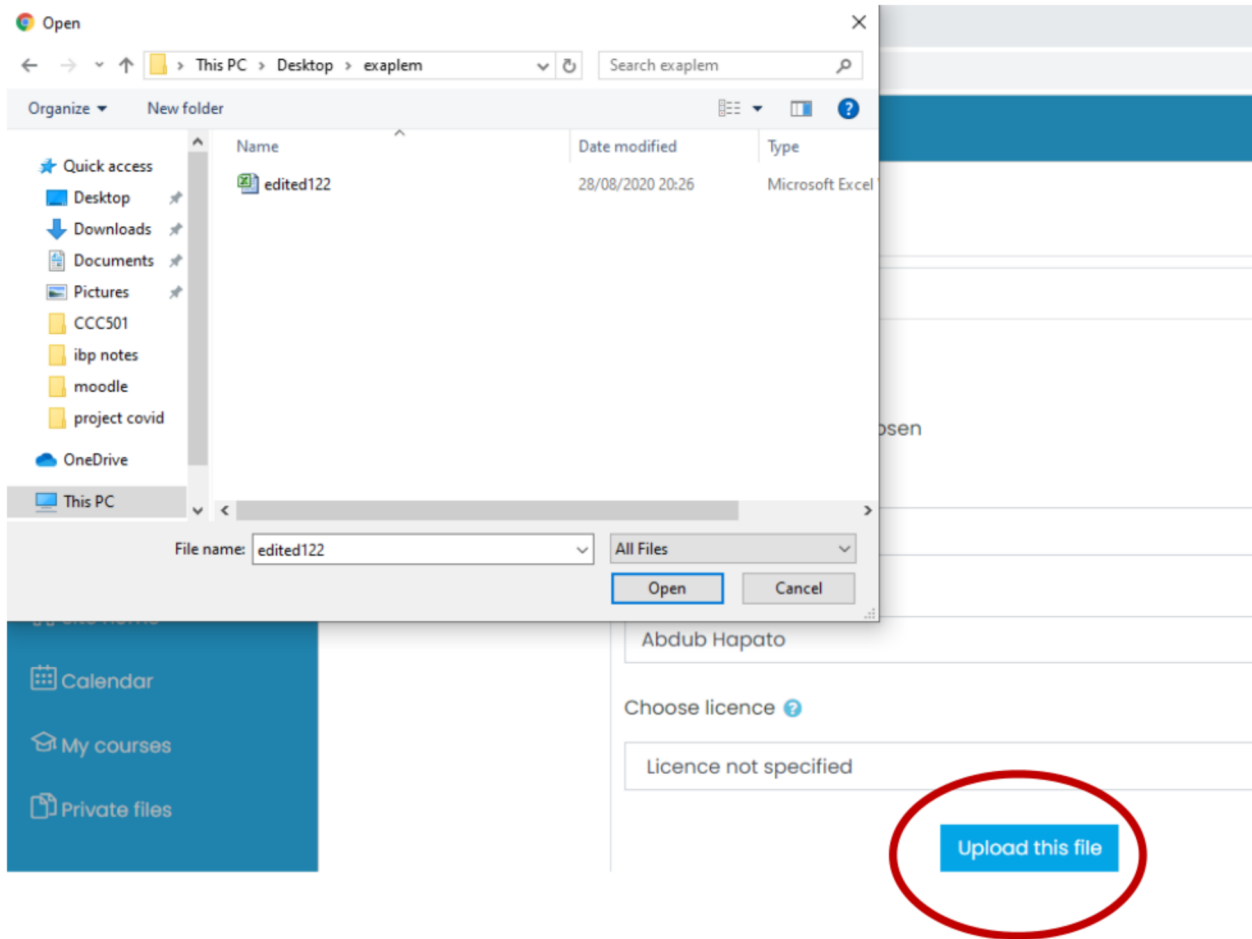 Open
This PC > Desktop > exaplem
Search exaplem
Organize
New folder
Name
Date modified
Type
Quick access
edited122
28/08/2020 20:26
Microsoft Excel
Desktop
Downloads
Documents
Pictures
CCC501
ibp notes
moodle
project covid
OneDrive
This PC
osen
File name:
edited122
All Files
Open
Cancel
Site home
Abdub Hapato
Calendar
Choose licence
My courses
Licence not specified
Private files
Upload this file